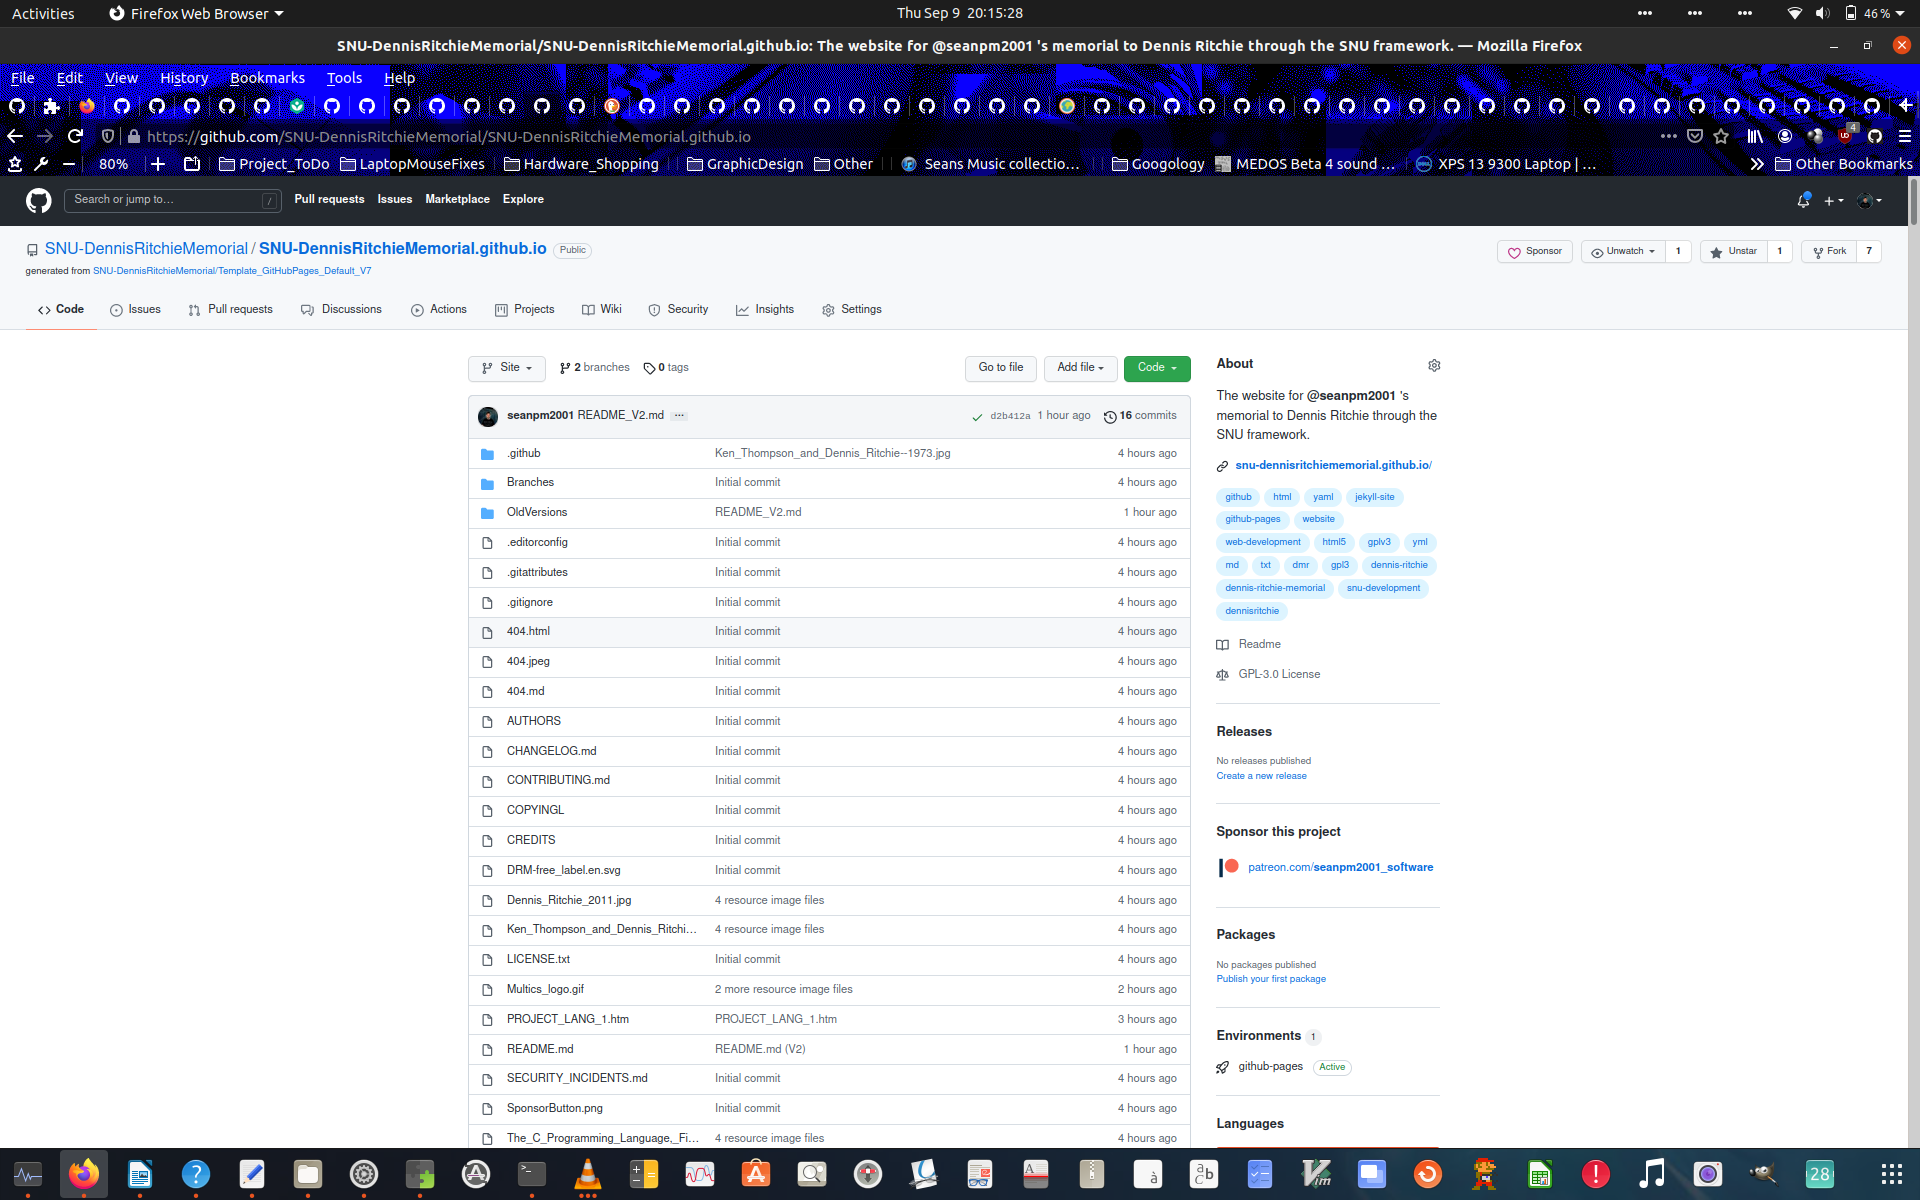 Activities Firefox Web Browser Thu Sep 9 20:15:28 46 %
SNU-DennisRitchieMemorial/SNU-DennisRitchieMemorial.github.io: The website for @seanpm2001 's memorial to Dennis Ritchie through the SNU framework. — Mozilla Firefox
File Edit View History Bookmarks Tools Help
https://github.com/SNU-DennisRitchieMemorial/SNU-DennisRitchieMemorial.github.io 4
80% Project_ToDo LaptopMouseFixes Hardware_Shopping GraphicDesign Other Seans Music collectio… Googology MEDOS Beta 4 sound … XPS 13 9300 Laptop | … Other Bookmarks
Search or jump to… / Pull requests Issues Marketplace Explore
SNU-DennisRitchieMemorial / SNU-DennisRitchieMemorial.github.io Public
Sponsor Unwatch 1 Unstar 1 Fork 7
generated from SNU-DennisRitchieMemorial/Template_GitHubPages_Default_V7
Code Issues Pull requests Discussions Actions Projects Wiki Security Insights Settings
Site 2 branches 0 tags Go to file Add file Code
seanpm2001 README_V2.md ... d2b412a 1 hour ago 16 commits
.github Ken_Thompson_and_Dennis_Ritchie--1973.jpg 4 hours ago
Branches Initial commit 4 hours ago
OldVersions README_V2.md 1 hour ago
.editorconfig Initial commit 4 hours ago
.gitattributes Initial commit 4 hours ago
.gitignore Initial commit 4 hours ago
404.html Initial commit 4 hours ago
404.jpeg Initial commit 4 hours ago
404.md Initial commit 4 hours ago
AUTHORS Initial commit 4 hours ago
CHANGELOG.md Initial commit 4 hours ago
CONTRIBUTING.md Initial commit 4 hours ago
COPYINGL Initial commit 4 hours ago
CREDITS Initial commit 4 hours ago
DRM-free_label.en.svg Initial commit 4 hours ago
Dennis_Ritchie_2011.jpg 4 resource image files 4 hours ago
Ken_Thompson_and_Dennis_Ritchi… 4 resource image files 4 hours ago
LICENSE.txt Initial commit 4 hours ago
Multics_logo.gif 2 more resource image files 2 hours ago
PROJECT_LANG_1.htm PROJECT_LANG_1.htm 3 hours ago
README.md README.md (V2) 1 hour ago
SECURITY_INCIDENTS.md Initial commit 4 hours ago
SponsorButton.png Initial commit 4 hours ago
The_C_Programming_Language,_Fi… 4 resource image files 4 hours ago
About
The website for @seanpm2001 's
memorial to Dennis Ritchie through the
SNU framework.
snu-dennisritchiememorial.github.io/
github html yaml jekyll-site
github-pages website
web-development html5 gplv3 yml
md txt dmr gpl3 dennis-ritchie
dennis-ritchie-memorial snu-development
dennisritchie
Readme
GPL-3.0 License
Releases
No releases published
Create a new release
Sponsor this project
patreon.com/seanpm2001_software
Packages
No packages published
Publish your first package
Environments 1
github-pages Active
Languages
28